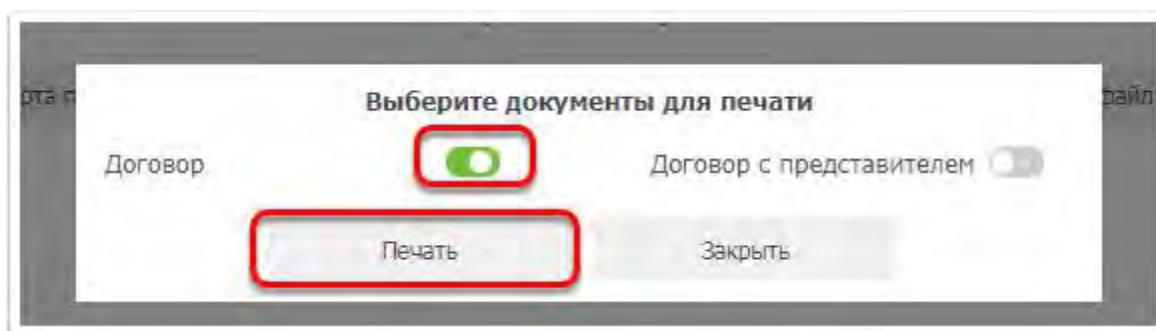 Выберите документы для печати
Договор
Договор с представителем
Печать
Закрыть